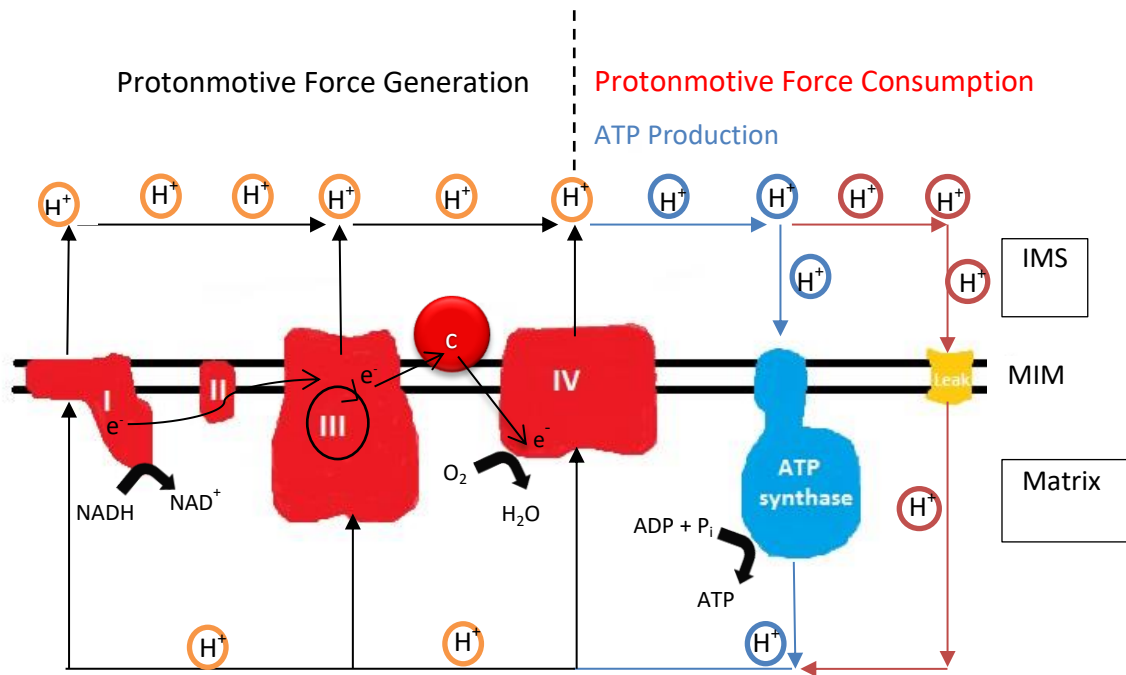 Protonmotive Force Generation
Protonmotive Force Consumption
ATP Production
H⁺ H⁺ H⁺ H⁺ H⁺ H⁺ H⁺ H⁺ H⁺ H⁺
H⁺ H⁺
IMS
c
I II e⁻ IV Leak MIM
e⁻ III e⁻
NADH NAD⁺
O₂
H₂O
ATP
synthase
Matrix
H⁺
ADP + Pᵢ
ATP
H⁺ H⁺ H⁺